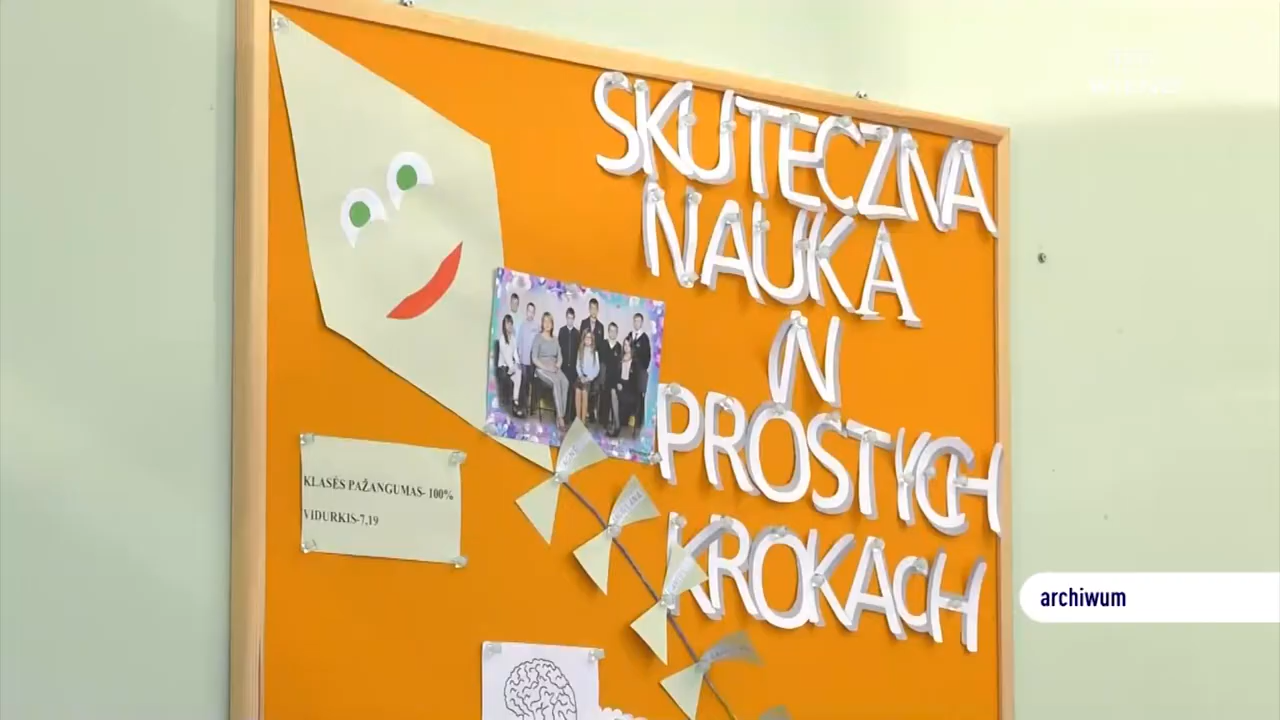 SKUTECZNA
NAUKA
W
PROSTYCH
KROKACH
KLASĖS PAŽANGUMAS- 100%
VIDURKIS-7,19
archiwum